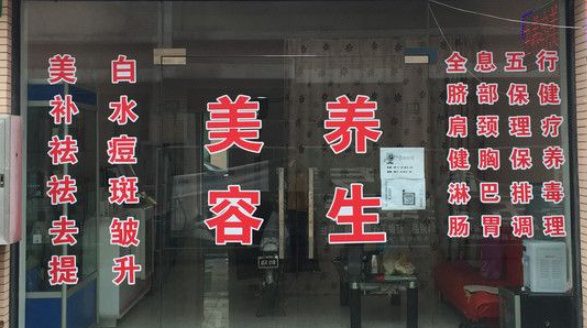 美白
补水
祛痘
祛斑
去皱
提升
美容
养生
全息五行
脐部保健
肩颈理疗
健胸保养
淋巴排毒
肠胃调理